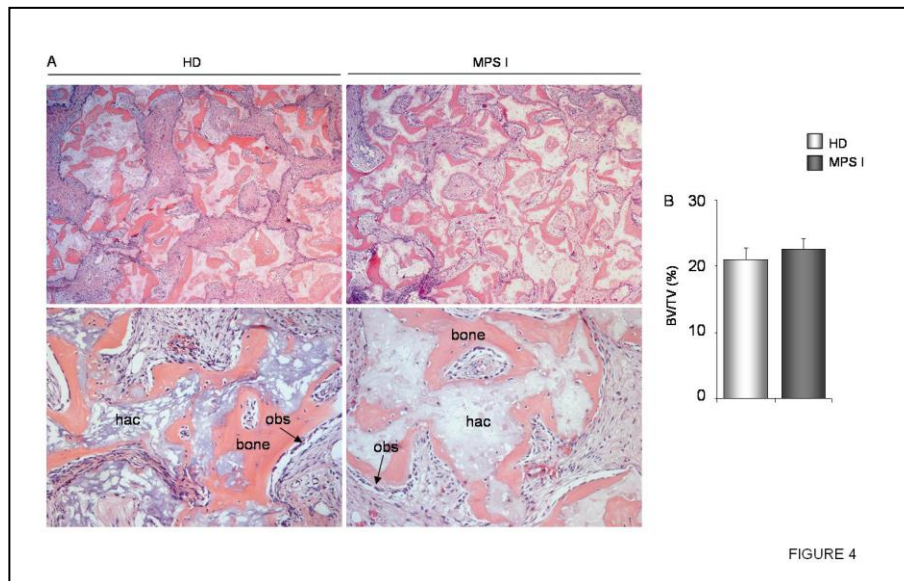 A
HD
MPS I
hac
bone
obs
bone
hac
obs
HD
MPS I
B
30
20
10
0
BV/TV (%)
FIGURE 4